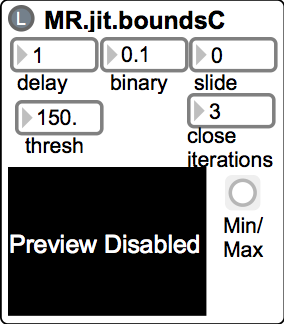 L MR.jit.boundsC
1 0.1 0
delay binary slide
150. 3
thresh close
iterations
Preview Disabled
Min/
Max